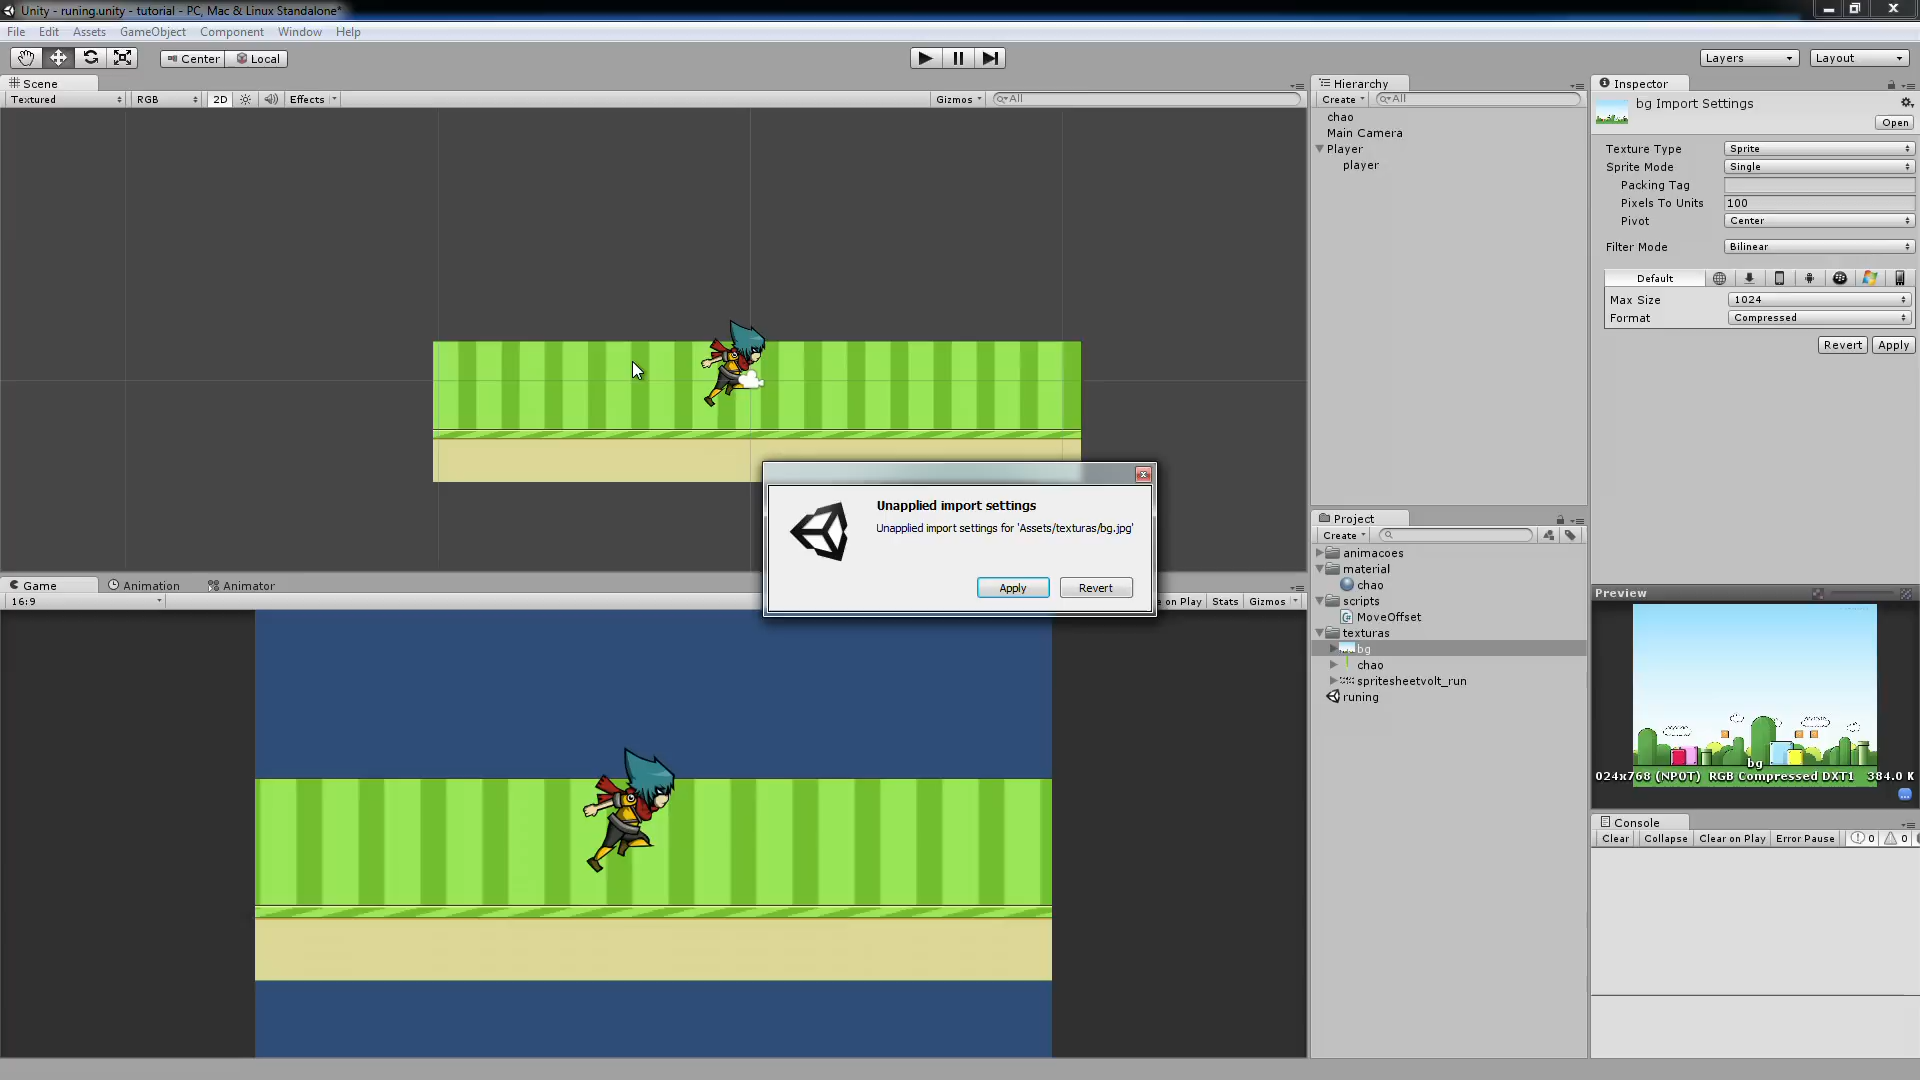 Unity - runing.unity - tutorial - PC, Mac & Linux Standalone*
File Edit Assets GameObject Component Window Help
Center Local
Layers Layout
Scene
Textured RGB 2D Effects Gizmos All
Game Animation Animator
16:9 e on Play Stats Gizmos
Hierarchy
Create All
chao
Main Camera
Player
player
Project
Create
animacoes
material
chao
scripts
MoveOffset
texturas
bg
chao
spritesheetvolt_run
runing
Unapplied import settings
Unapplied import settings for 'Assets/texturas/bg.jpg'
Apply Revert
Inspector
bg Import Settings
Open
Texture Type Sprite
Sprite Mode Single
Packing Tag
Pixels To Units 100
Pivot Center
Filter Mode Bilinear
Default
Max Size 1024
Format Compressed
Revert Apply
Preview
bg
024x768 (NPOT) RGB Compressed DXT1 384.0 K
Console
Clear Collapse Clear on Play Error Pause 0 0